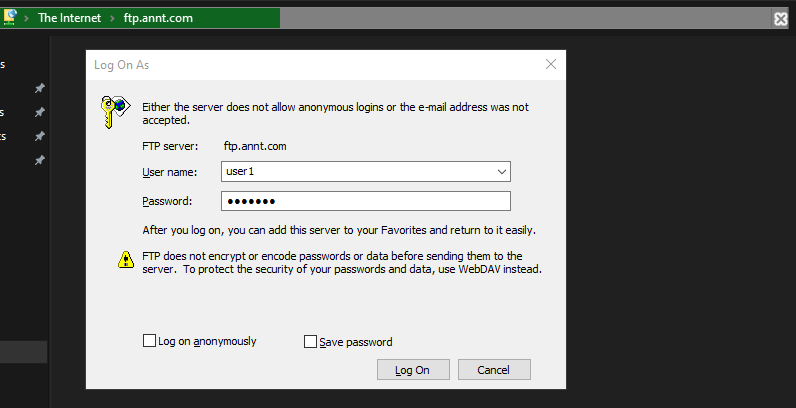 The Internet > ftp.annt.com
Log On As
s
Either the server does not allow anonymous logins or the e-mail address was not
accepted.
s
FTP server: ftp.annt.com
ts
User name: user1
Password: •••••••
After you log on, you can add this server to your Favorites and return to it easily.
FTP does not encrypt or encode passwords or data before sending them to the
server. To protect the security of your passwords and data, use WebDAV instead.
Log on anonymously
Save password
Log On
Cancel